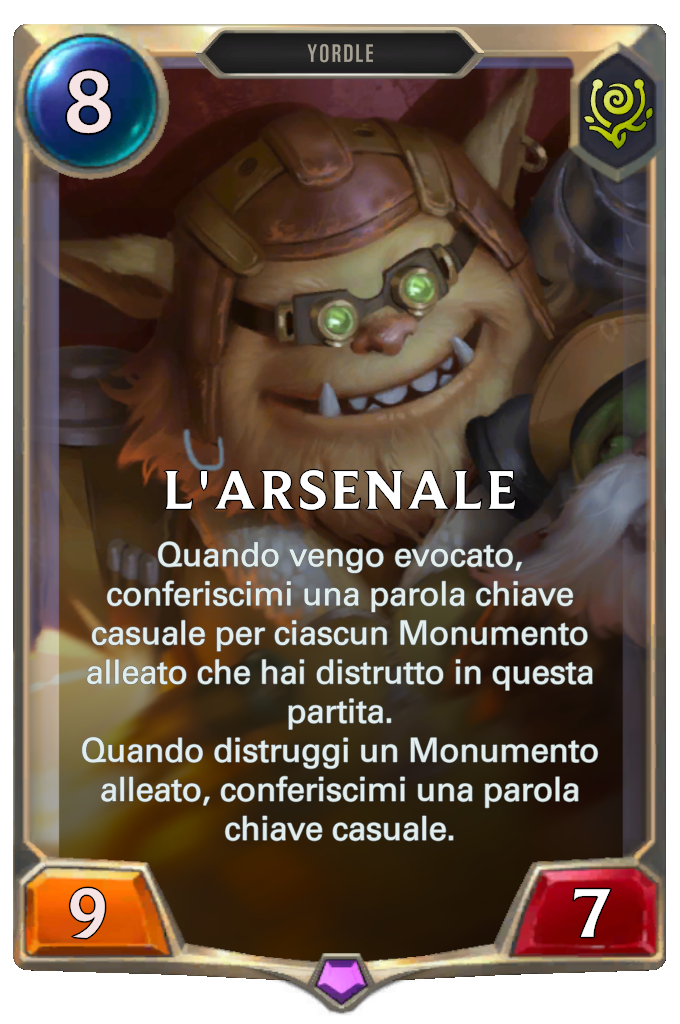 8
YORDLE
L'ARSENALE
Quando vengo evocato,
conferiscimi una parola chiave
casuale per ciascun Monumento
alleato che hai distrutto in questa
partita.
Quando distruggi un Monumento
alleato, conferiscimi una parola
chiave casuale.
9
7